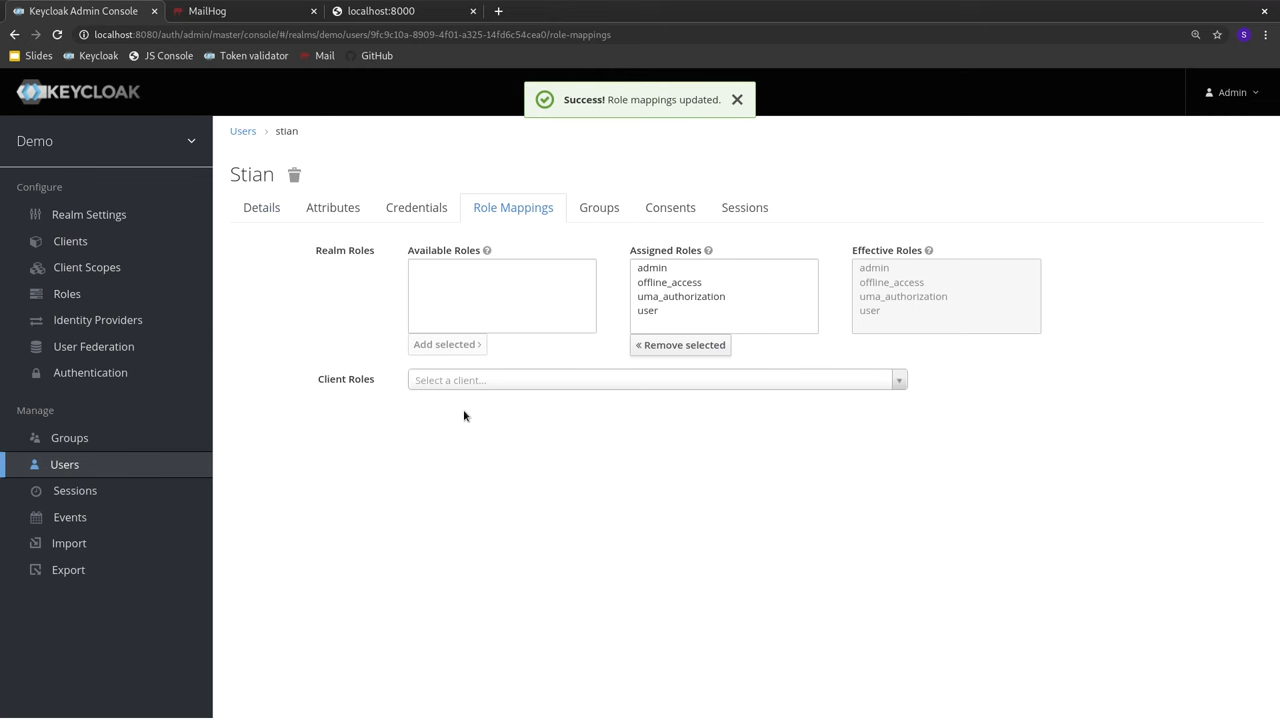 Keycloak Admin Console
MailHog
localhost:8000
localhost:8080/auth/admin/master/console/#/realms/demo/users/9fc9c10a-8909-4f01-a325-14fd6c54cea0/role-mappings
S
Slides
Keycloak
JS Console
Token validator
Mail
GitHub
KEYCLOAK
Success! Role mappings updated.
Admin
Demo
Configure
Realm Settings
Clients
Client Scopes
Roles
Identity Providers
User Federation
Authentication
Manage
Groups
Users
Sessions
Events
Import
Export
Users > stian
Stian
Details
Attributes
Credentials
Role Mappings
Groups
Consents
Sessions
Realm Roles
Available Roles
Add selected >
Assigned Roles
admin
offline_access
uma_authorization
user
« Remove selected
Effective Roles
admin
offline_access
uma_authorization
user
Client Roles
Select a client...